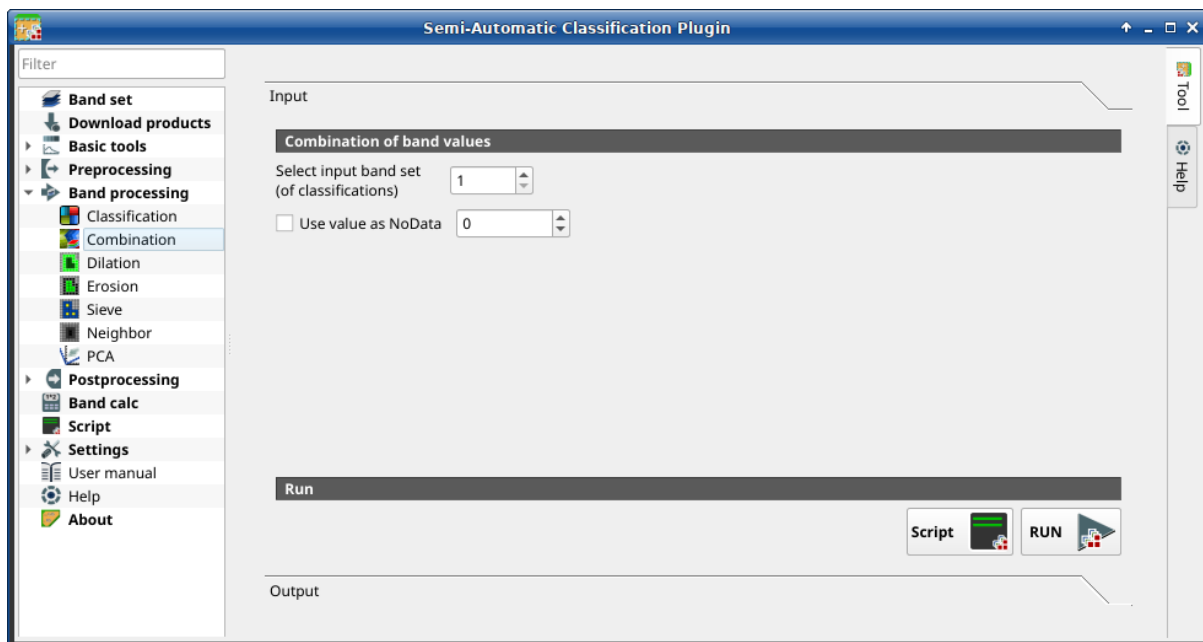 Semi-Automatic Classification Plugin
Filter
Band set
Download products
Basic tools
Preprocessing
Band processing
Classification
Combination
Dilation
Erosion
Sieve
Neighbor
PCA
Postprocessing
Band calc
Script
Settings
User manual
Help
About
Input
Combination of band values
Select input band set
(of classifications)
1
Use value as NoData
0
Run
Script
RUN
Output
Tool
Help